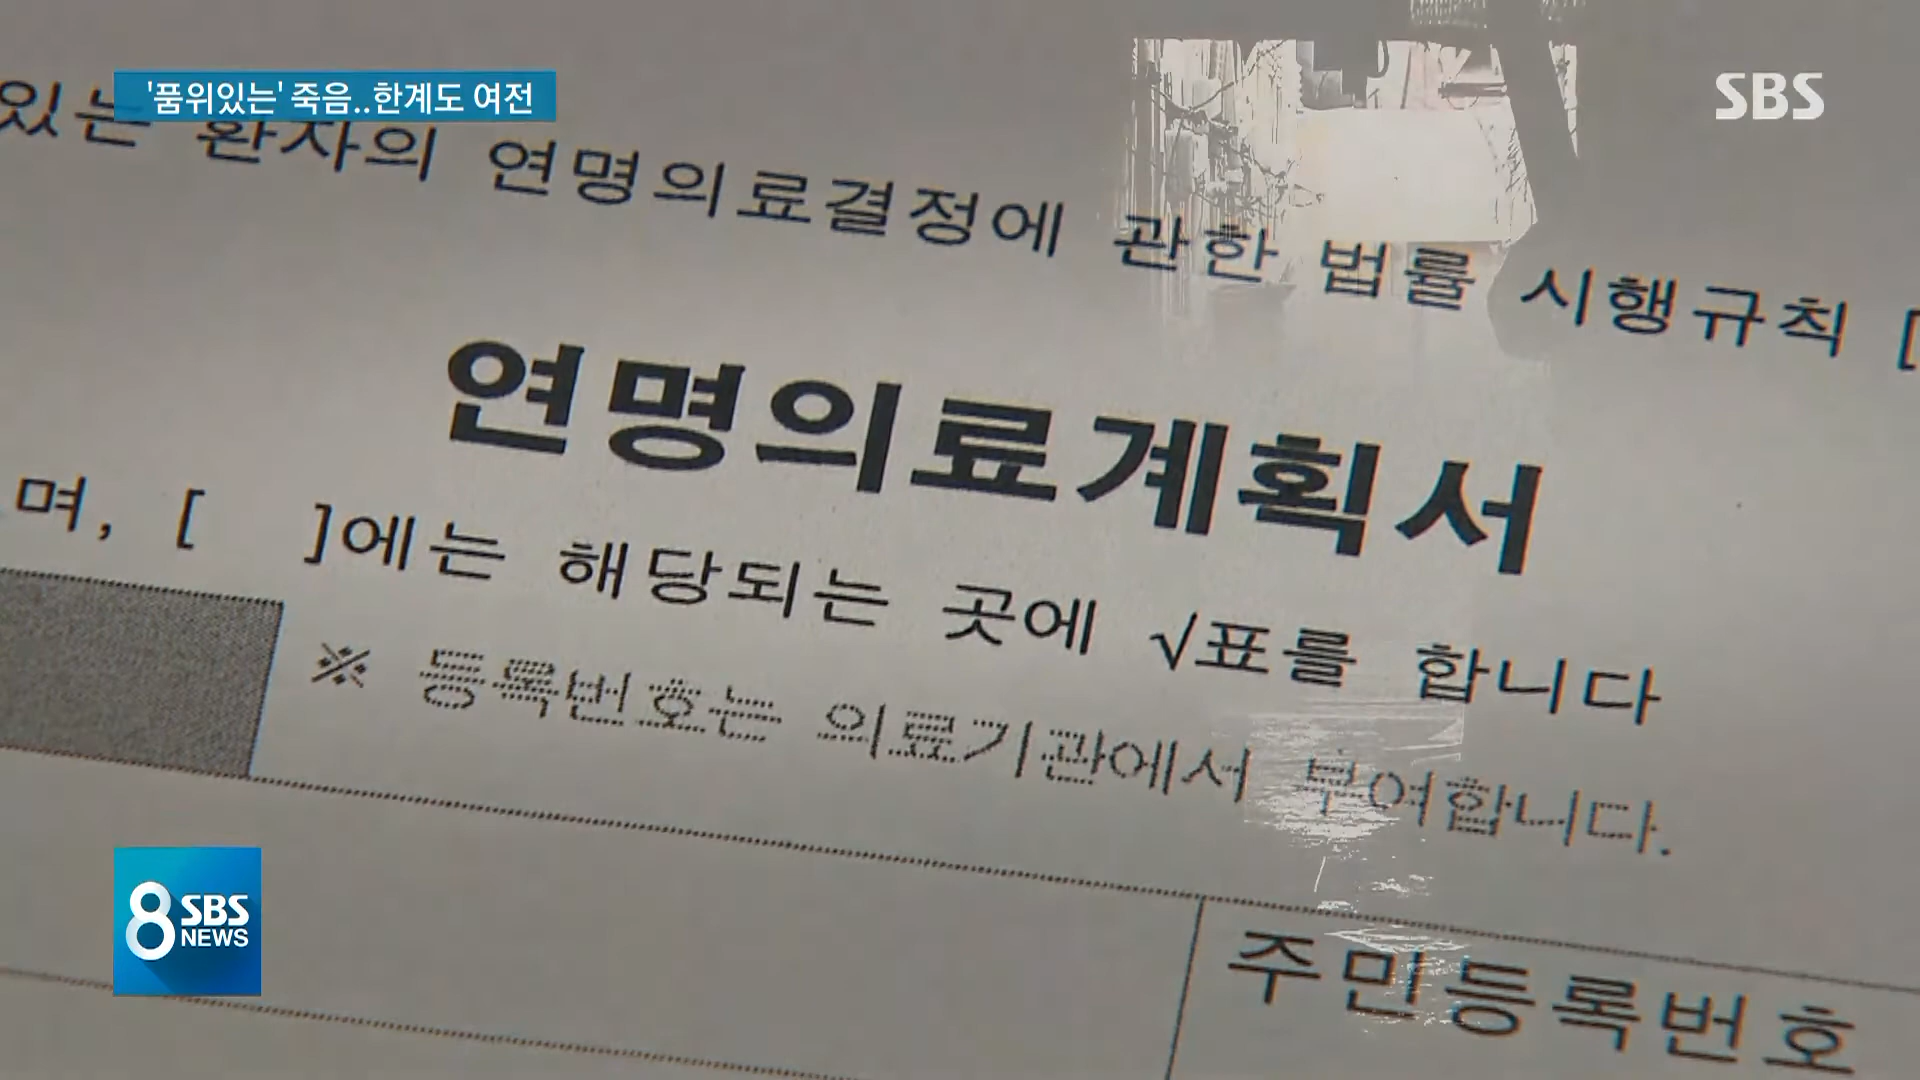 '품위있는' 죽음..한계도 여전
SBS
있는 환자의 연명의료결정에 관한 법률 시행규칙 [
연명의료계획서
며, [ ]에는 해당되는 곳에 √표를 합니다
※ 등록번호는 의료기관에서 부여합니다.
8 SBS NEWS
주민등록번호